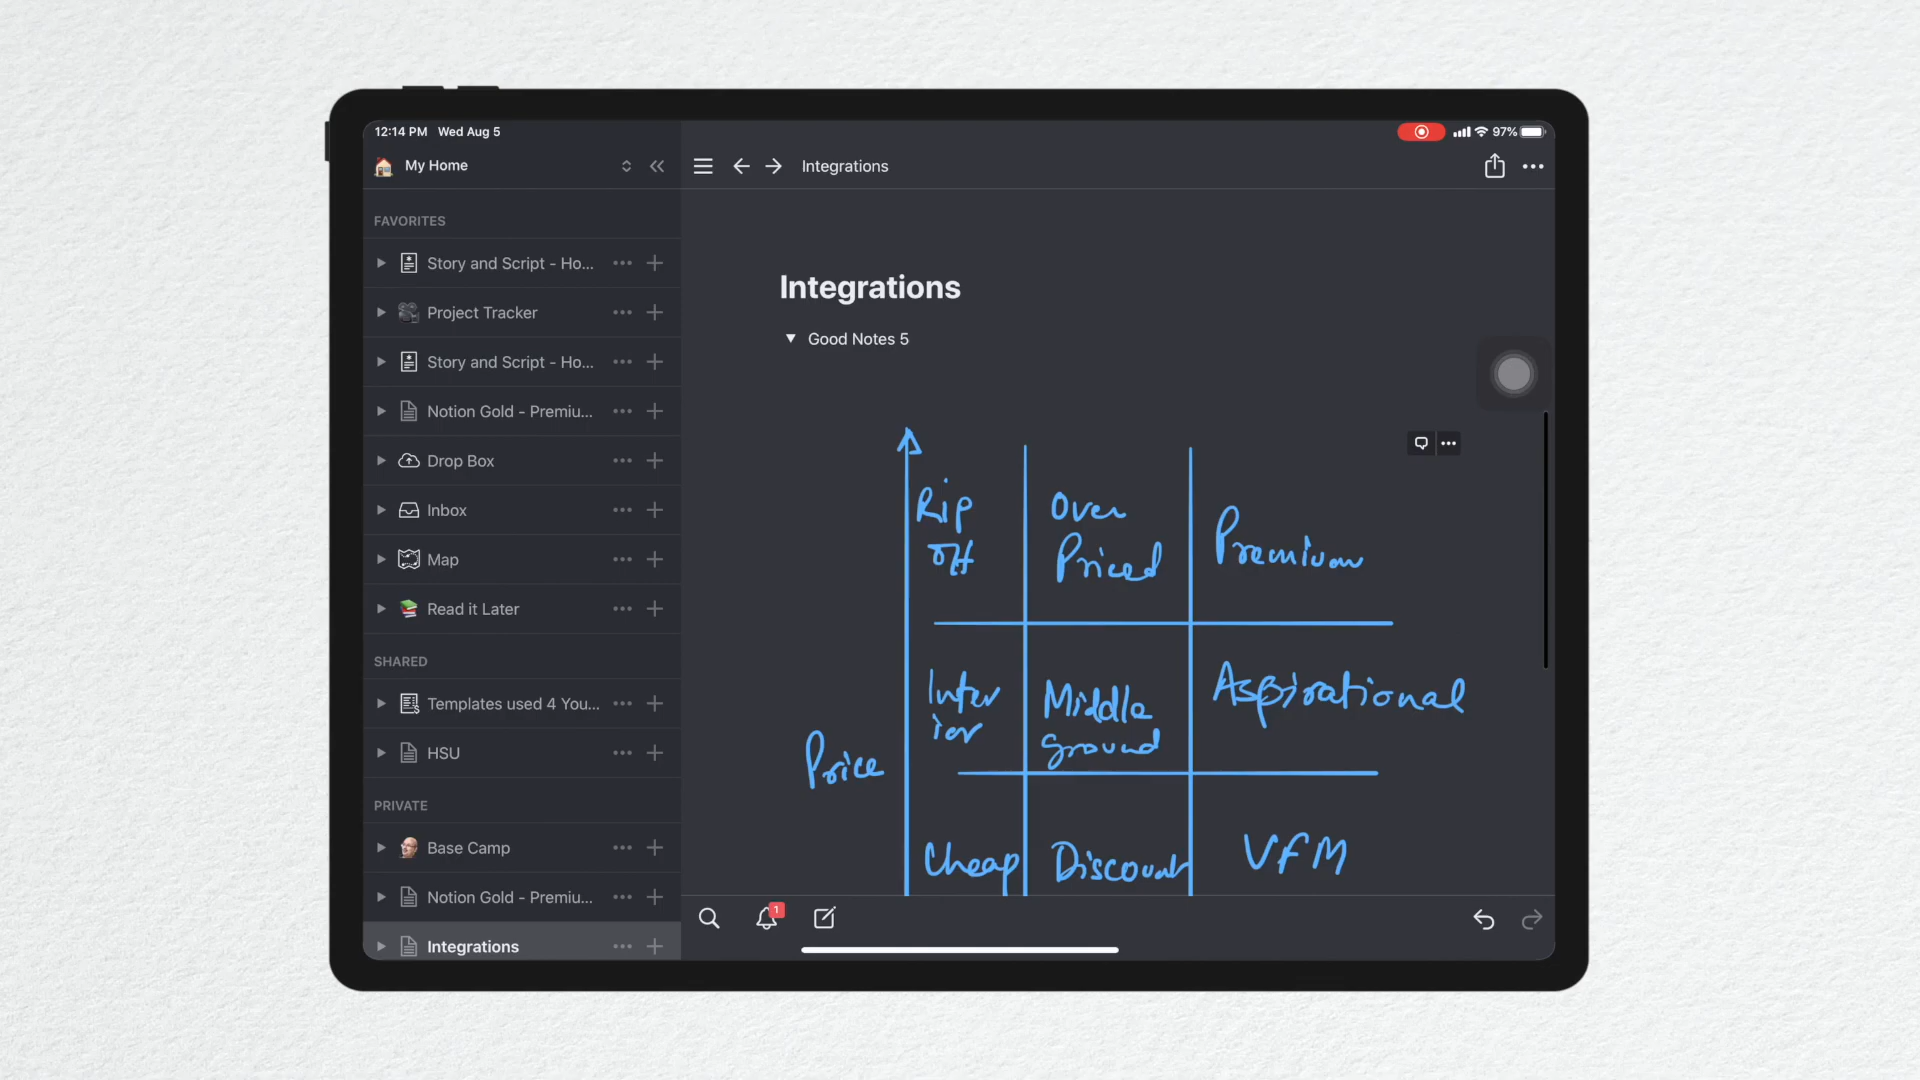 12:14 PM Wed Aug 5
97%
My Home
Integrations
FAVORITES
Story and Script - Ho...
Project Tracker
Story and Script - Ho...
Notion Gold - Premiu...
Drop Box
Inbox
Map
Read it Later
SHARED
Templates used 4 You...
HSU
PRIVATE
Base Camp
Notion Gold - Premiu...
Integrations
Integrations
Good Notes 5
Rip
off
Over
Priced
Premium
Infer
ior
Middle
ground
Aspirational
Price
Cheap
Discount
VFM
1